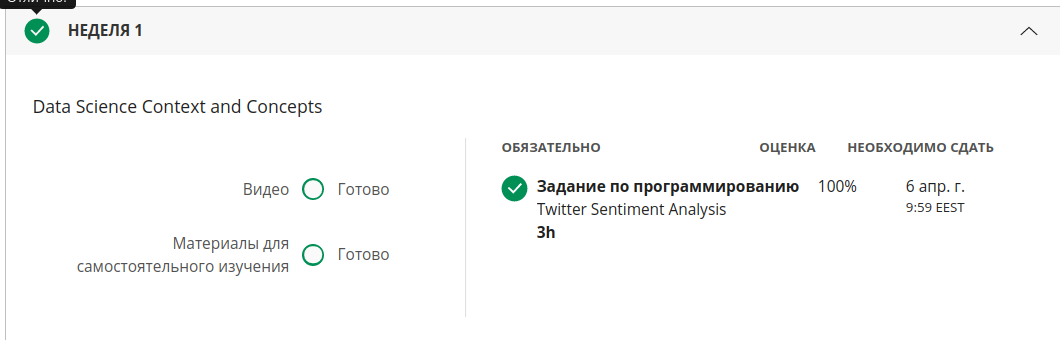 НЕДЕЛЯ 1
Data Science Context and Concepts
ОБЯЗАТЕЛЬНО ОЦЕНКА НЕОБХОДИМО СДАТЬ
Видео Готово
Материалы для
самостоятельного изучения Готово
Задание по программированию 100% 6 апр. г.
Twitter Sentiment Analysis 9:59 EEST
3h